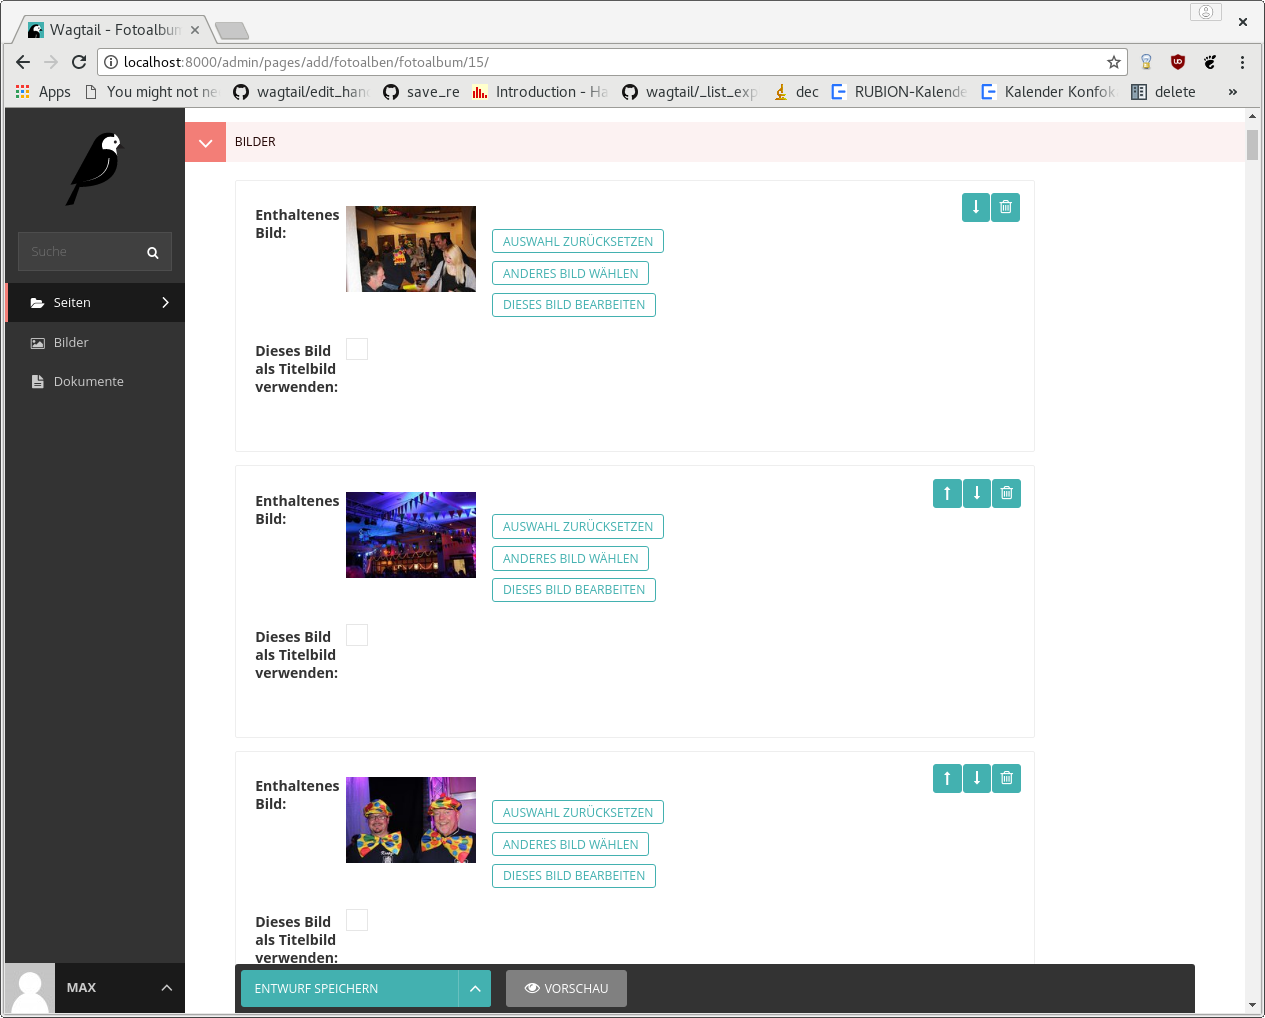 Wagtail - Fotoalbum
localhost:8000/admin/pages/add/fotoalben/fotoalbum/15/
Apps You might not ne wagtail/edit_han save_re Introduction - Ha wagtail/_list_exp dec RUBION-Kalende Kalender Konfok delete »
BILDER
Enthaltenes
Bild:
AUSWAHL ZURÜCKSETZEN
ANDERES BILD WÄHLEN
DIESES BILD BEARBEITEN
Dieses Bild
als Titelbild
verwenden:
Enthaltenes
Bild:
AUSWAHL ZURÜCKSETZEN
ANDERES BILD WÄHLEN
DIESES BILD BEARBEITEN
Dieses Bild
als Titelbild
verwenden:
Enthaltenes
Bild:
AUSWAHL ZURÜCKSETZEN
ANDERES BILD WÄHLEN
DIESES BILD BEARBEITEN
Dieses Bild
als Titelbild
verwenden:
Suche
Seiten
Bilder
Dokumente
MAX
ENTWURF SPEICHERN
VORSCHAU